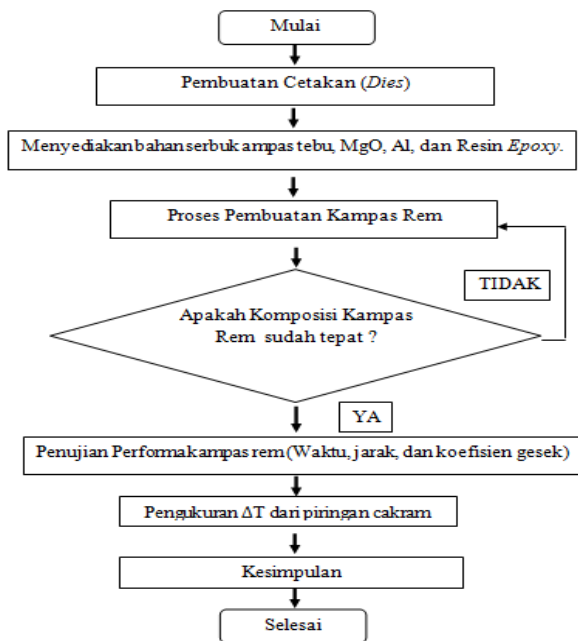 Mulai
Pembuatan Cetakan (Dies)
Menyediakan bahan serbuk ampas tebu, MgO, Al, dan Resin Epoxy.
Proses Pembuatan Kampas Rem
TIDAK
Apakah Komposisi Kampas
Rem sudah tepat ?
YA
Penujian Performa kampas rem (Waktu, jarak, dan koefisien gesek)
Pengukuran ΔT dari piringan cakram
Kesimpulan
Selesai